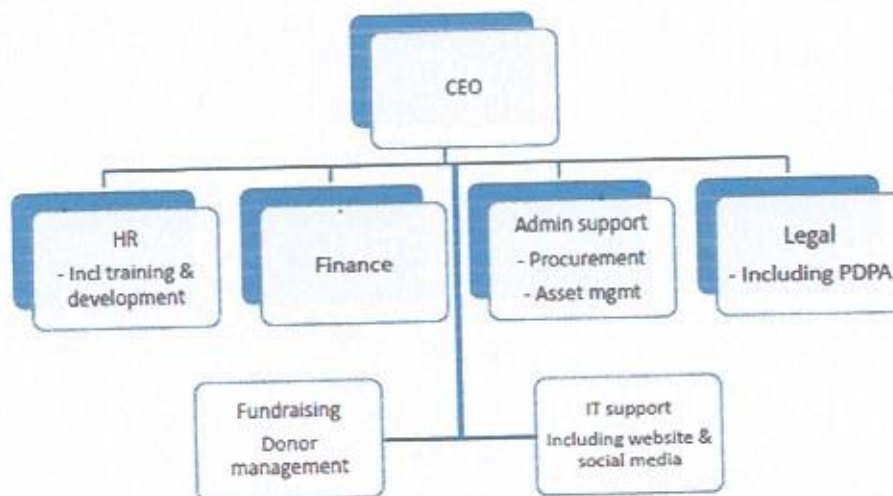 CEO
HR
- Incl training &
development
Finance
Admin support
- Procurement
- Asset mgmt
Legal
- Including PDPA
Fundraising
Donor
management
IT support
Including website &
social media